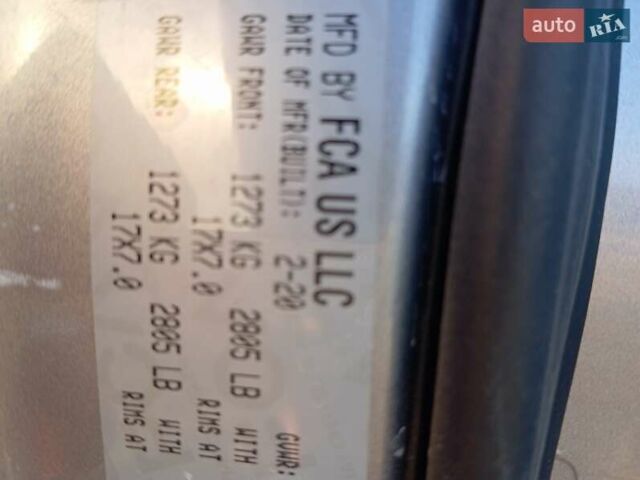 MFD BY FCA US LLC
DATE OF MFR(BUILT): 2-20 GVWR:
GAWR FRONT: 1273 KG 2805 LB WITH
17X7.0 RIMS AT
GAWR REAR: 1273 KG 2805 LB WITH
17X7.0 RIMS AT
auto RIA
.com